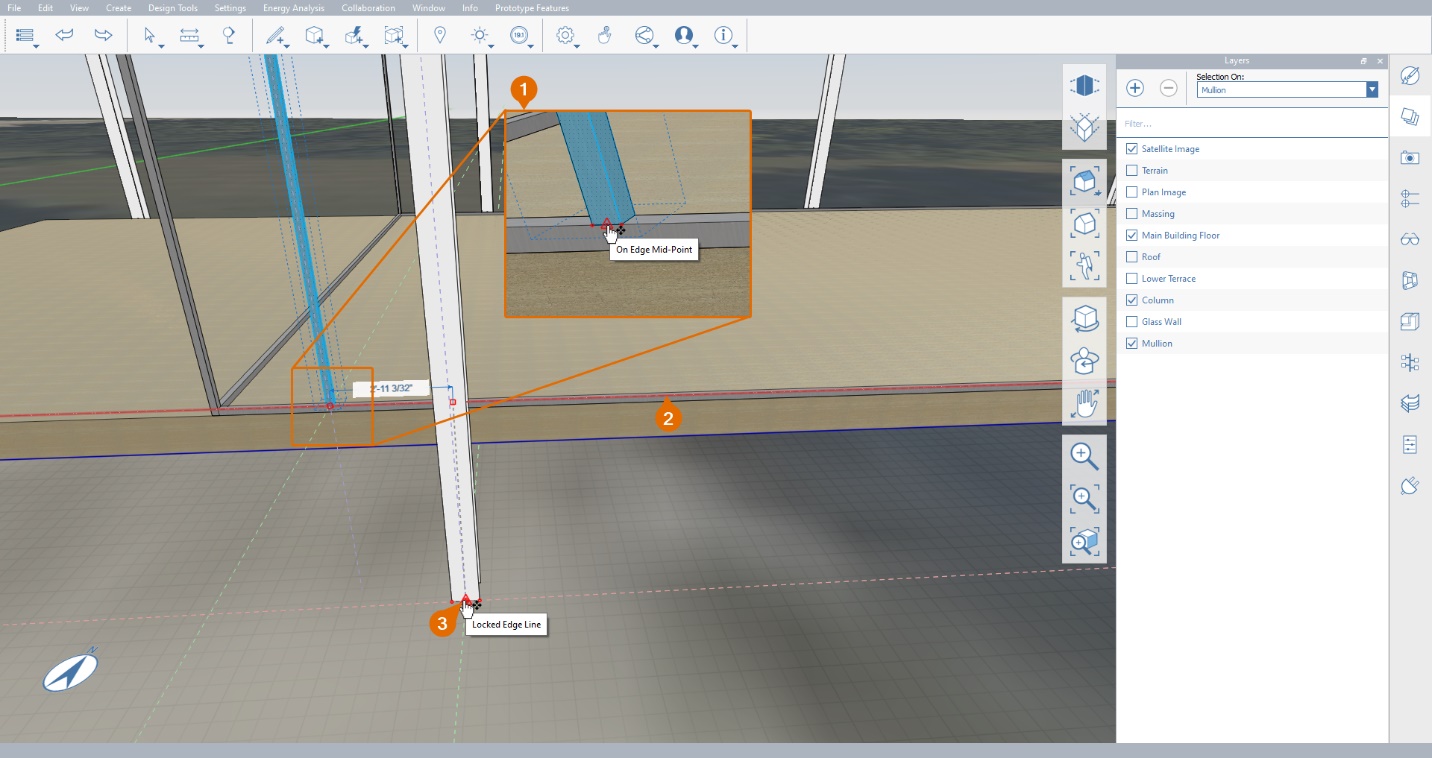 File Edit View Create Design Tools Settings Energy Analysis Collaboration Window Info Prototype Features
193
Layers
Selection On:
Mullion
Filter...
Satellite Image
Terrain
Plan Image
Massing
Main Building Floor
Roof
Lower Terrace
Column
Glass Wall
Mullion
1
On Edge Mid-Point
-11 3/32"
2
3
Locked Edge Line
N